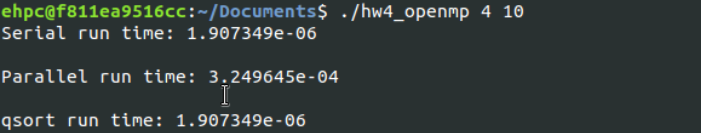 ehpc@f811ea9516cc:~/Documents$ ./hw4_openmp 4 10
Serial run time: 1.907349e-06
Parallel run time: 3.249645e-04
qsort run time: 1.907349e-06